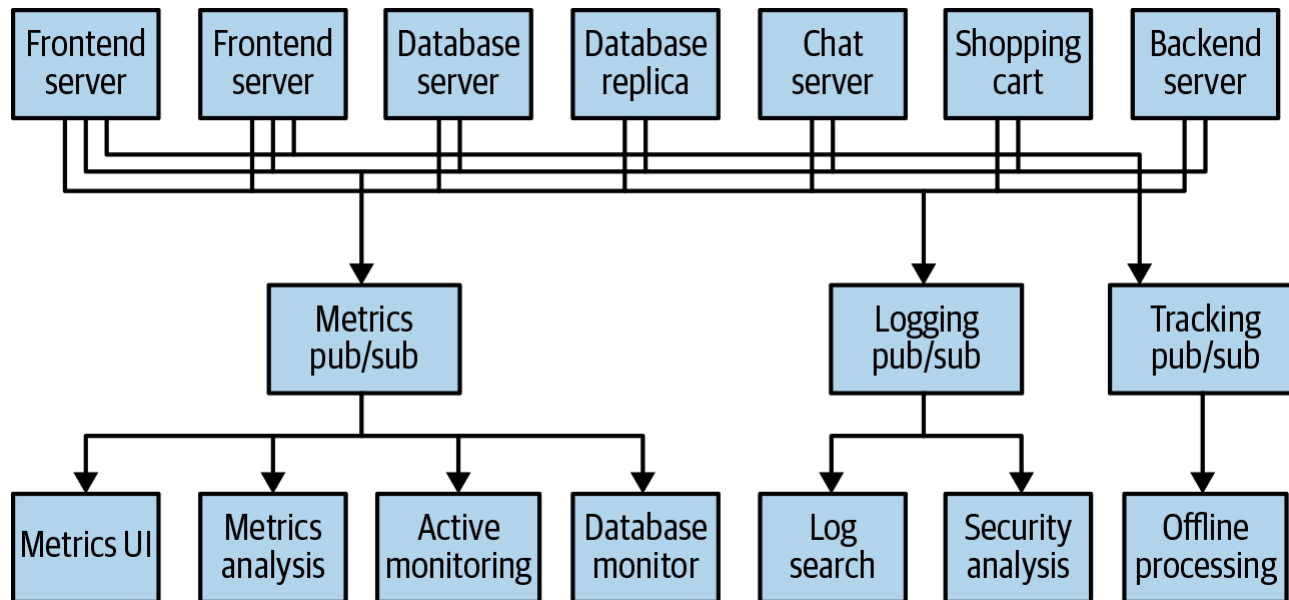 Frontend
server
Frontend
server
Database
server
Database
replica
Chat
server
Shopping
cart
Backend
server
Metrics
pub/sub
Logging
pub/sub
Tracking
pub/sub
Metrics UI
Metrics
analysis
Active
monitoring
Database
monitor
Log
search
Security
analysis
Offline
processing